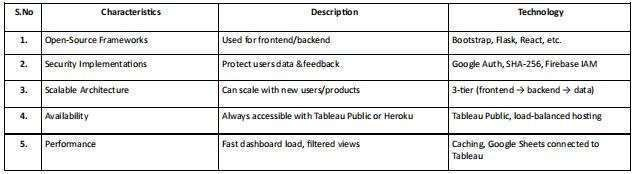 S.No Characteristics Description Technology
1. Open-Source Frameworks Used for frontend/backend Bootstrap, Flask, React, etc.
2. Security Implementations Protect users data &feedback Google Auth, SHA-256, Firebase IAM
3. Scalable Architecture Can scale with new users/products 3-tier (frontend → backend → data)
4. Availability Always accessible with Tableau Public or Heroku Tableau Public, load-balanced hosting
5. Performance Fast dashboard load, filtered views Caching, Google Sheets connected to
Tableau